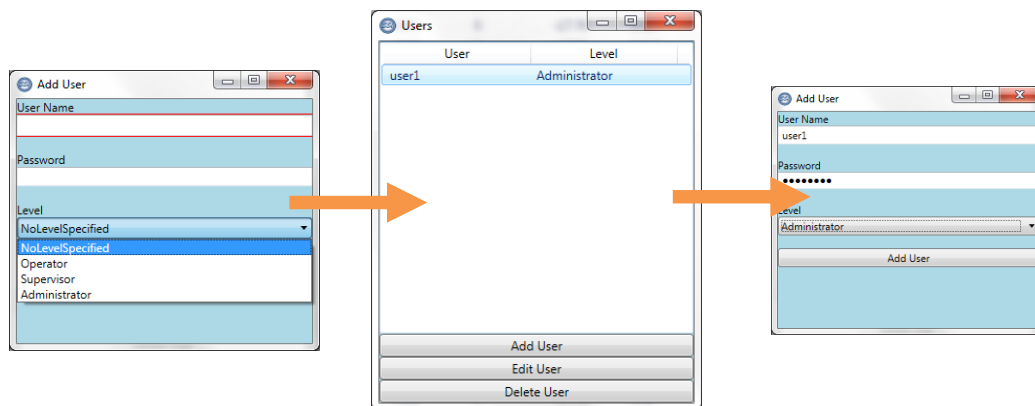 Add User
User Name
Password
Level
NoLevelSpecified
NoLevelSpecified
Operator
Supervisor
Administrator
Users
User Level
user1 Administrator
Add User
Edit User
Delete User
Add User
User Name
user1
Password
••••••••
Level
Administrator
Add User